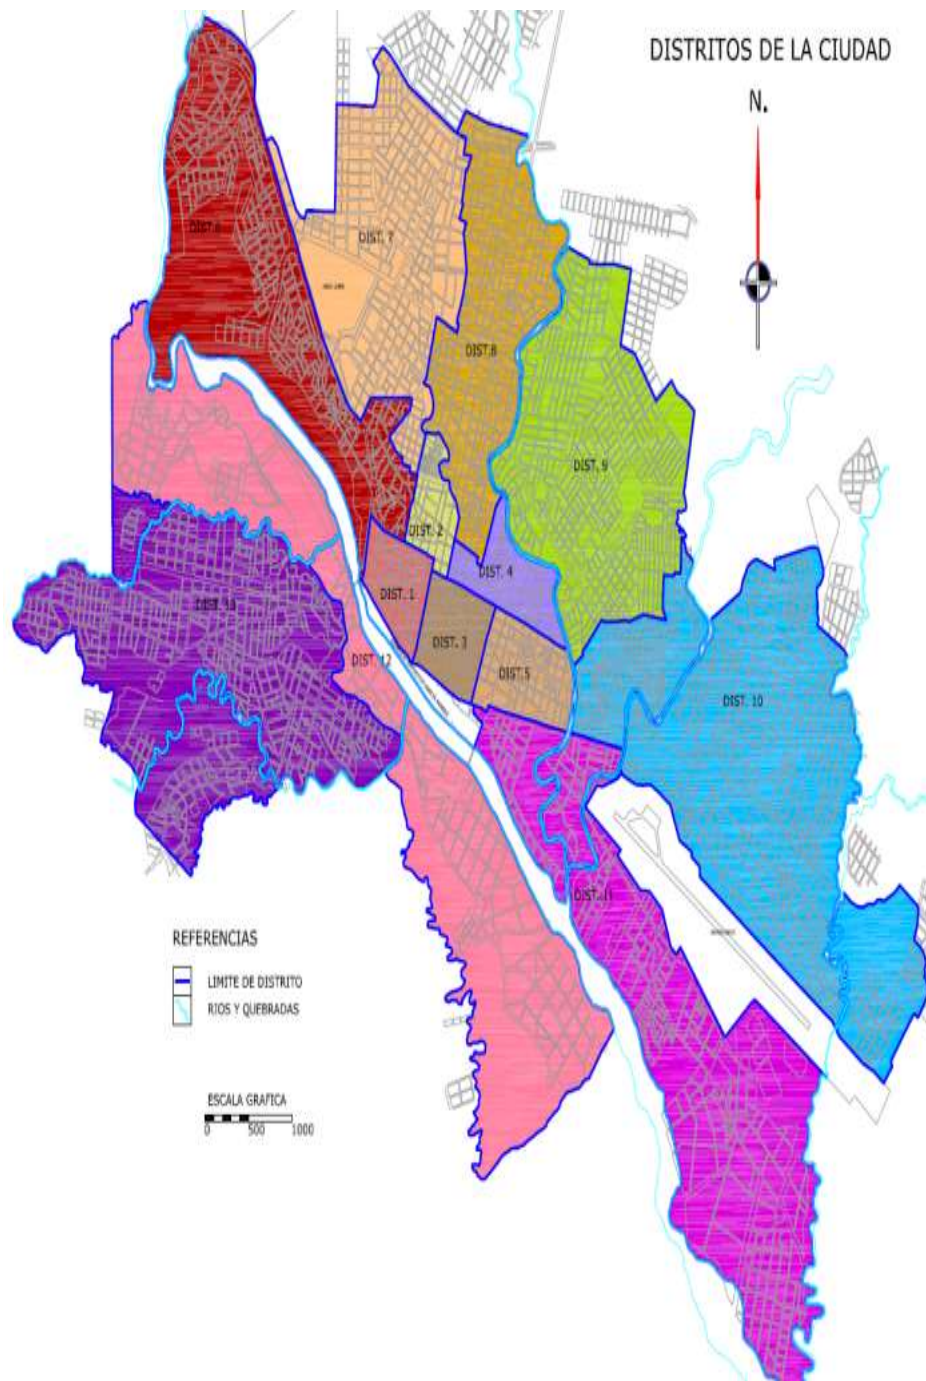 DISTRITOS DE LA CIUDAD
N.
DIST. 6
DIST. 7
DIST.8
DIST. 9
DIST. 2
DIST. 4
DIST. 1
DIST. 3
DIST. 5
DIST. 13
DIST. 12
DIST. 10
DIST. 11
REFERENCIAS
LIMITE DE DISTRITO
RIOS Y QUEBRADAS
ESCALA GRAFICA
0 500 1000